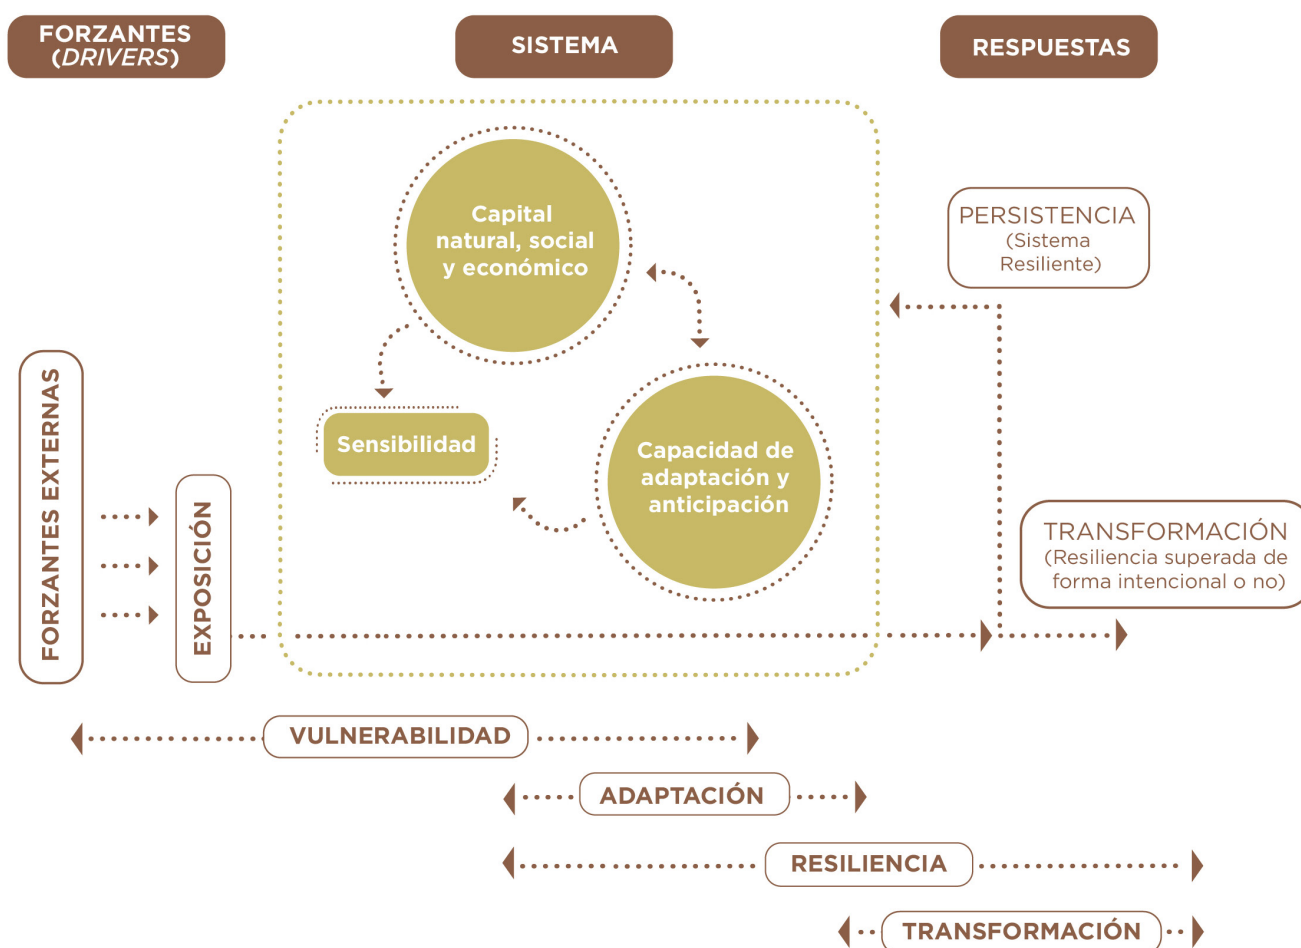 FORZANTES
(DRIVERS)
SISTEMA
RESPUESTAS
Capital
natural, social
y económico
PERSISTENCIA
(Sistema
Resiliente)
Sensibilidad
Capacidad de
adaptación y
anticipación
FORZANTES EXTERNAS
EXPOSICIÓN
TRANSFORMACIÓN
(Resiliencia superada de
forma intencional o no)
VULNERABILIDAD
ADAPTACIÓN
RESILIENCIA
TRANSFORMACIÓN